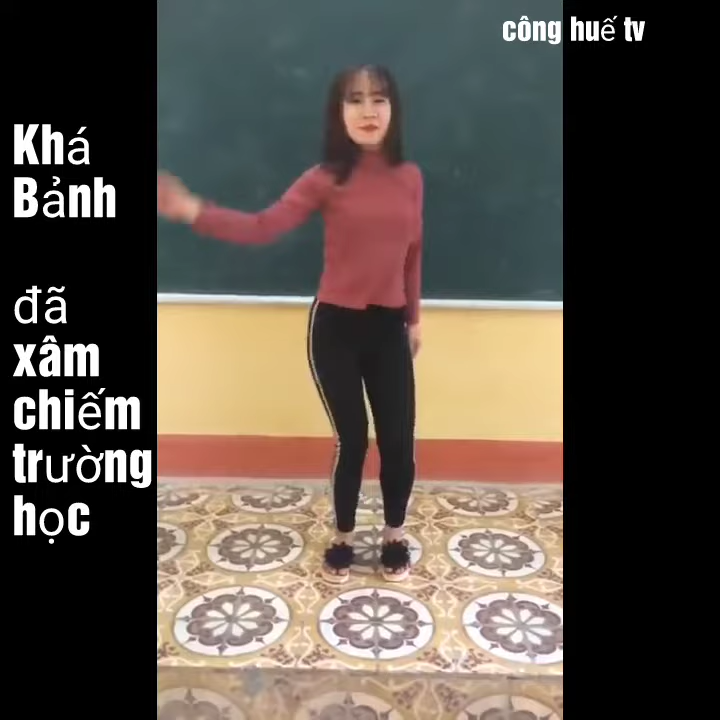 công huế tv
Khá
Bảnh
đã
xâm
chiếm
trường
học